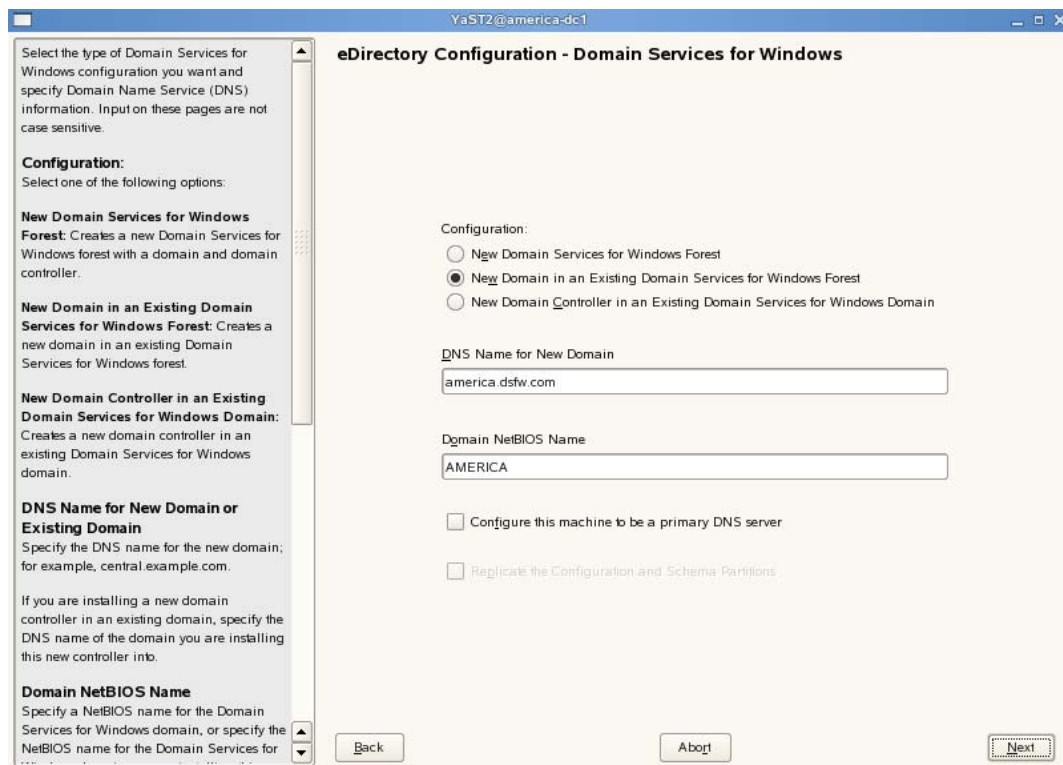 YaST2@america-dc1
Select the type of Domain Services for
Windows configuration you want and
specify Domain Name Service (DNS)
information. Input on these pages are not
case sensitive.
Configuration:
Select one of the following options:
New Domain Services for Windows
Forest: Creates a new Domain Services for
Windows forest with a domain and domain
controller.
New Domain in an Existing Domain
Services for Windows Forest: Creates a
new domain in an existing Domain
Services for Windows forest.
New Domain Controller in an Existing
Domain Services for Windows Domain:
Creates a new domain controller in an
existing Domain Services for Windows
domain.
DNS Name for New Domain or
Existing Domain
Specify the DNS name for the new domain;
for example, central.example.com.
If you are installing a new domain
controller in an existing domain, specify the
DNS name of the domain you are installing
this new controller into.
Domain NetBIOS Name
Specify a NetBIOS name for the Domain
Services for Windows domain, or specify the
NetBIOS name for the Domain Services for
eDirectory Configuration - Domain Services for Windows
Configuration:
New Domain Services for Windows Forest
New Domain in an Existing Domain Services for Windows Forest
New Domain Controller in an Existing Domain Services for Windows Domain
DNS Name for New Domain
america.dsfw.com
Domain NetBIOS Name
AMERICA
Configure this machine to be a primary DNS server
Replicate the Configuration and Schema Partitions
Back
Abort
Next